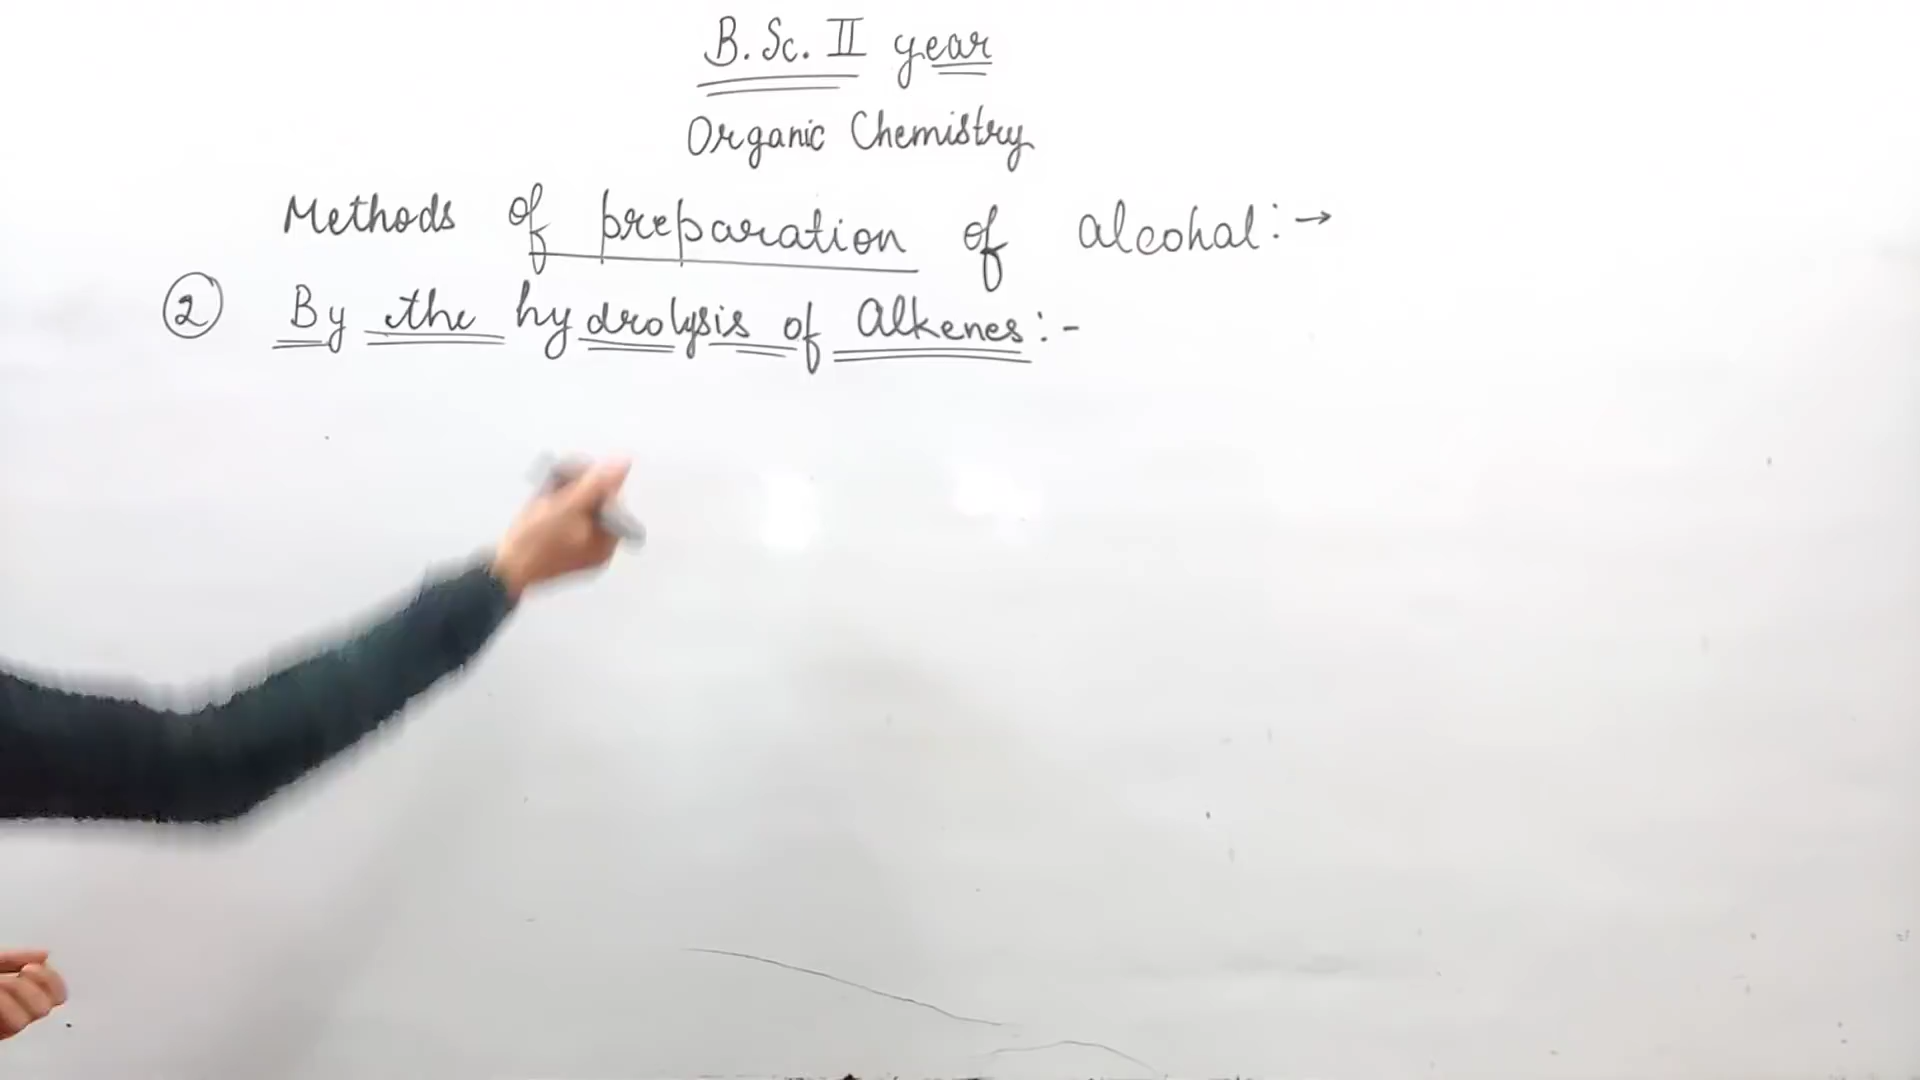 B.Sc. II year
Organic Chemistry
Methods of preparation of alcohal:→
② By the hydrolysis of Alkenes:-